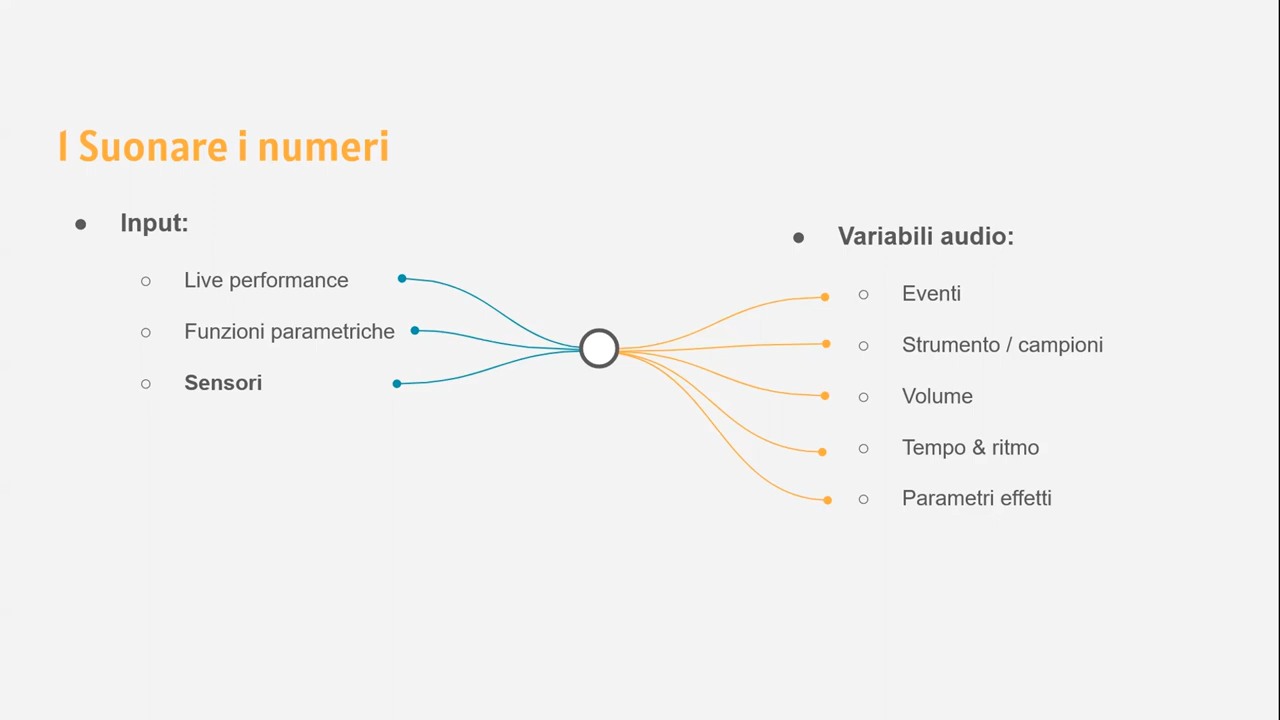 I Suonare i numeri
● Input:
○ Live performance
○ Funzioni parametriche
○ Sensori
● Variabili audio:
○ Eventi
○ Strumento / campioni
○ Volume
○ Tempo & ritmo
○ Parametri effetti